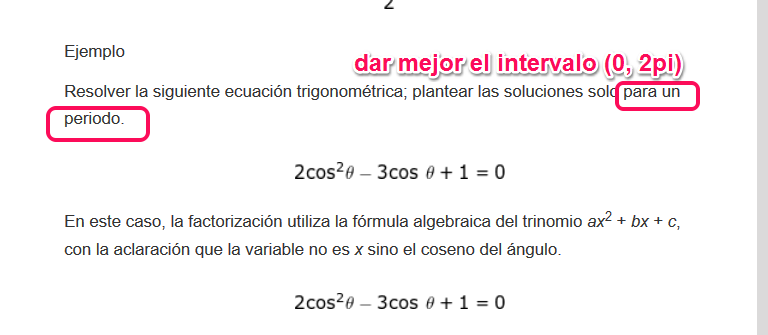 2
Ejemplo
dar mejor el intervalo (0, 2pi)
Resolver la siguiente ecuación trigonométrica; plantear las soluciones solo para un
periodo.
2cos²θ – 3cos θ + 1 = 0
En este caso, la factorización utiliza la fórmula algebraica del trinomio ax² + bx + c,
con la aclaración que la variable no es x sino el coseno del ángulo.
2cos²θ – 3cos θ + 1 = 0